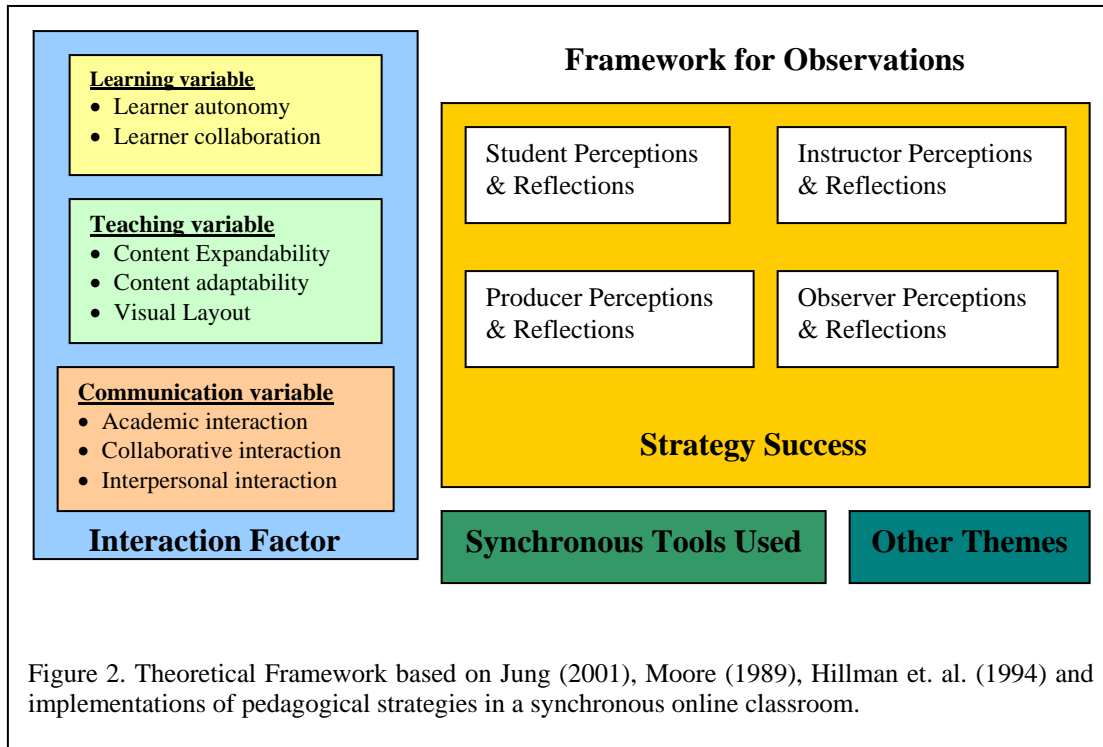 Learning variable
• Learner autonomy
• Learner collaboration
Teaching variable
• Content Expandability
• Content adaptability
• Visual Layout
Communication variable
• Academic interaction
• Collaborative interaction
• Interpersonal interaction
Interaction Factor
Framework for Observations
Student Perceptions
& Reflections
Instructor Perceptions
& Reflections
Producer Perceptions
& Reflections
Observer Perceptions
& Reflections
Strategy Success
Synchronous Tools Used
Other Themes
Figure 2. Theoretical Framework based on Jung (2001), Moore (1989), Hillman et. al. (1994) and
implementations of pedagogical strategies in a synchronous online classroom.